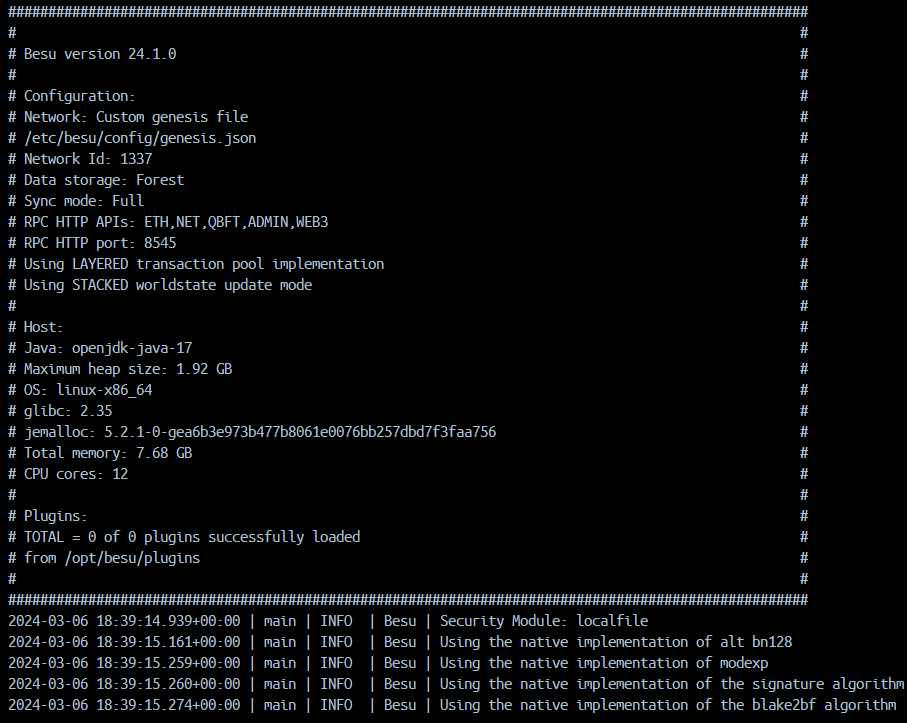 ####################################################################################################
#                                                                                                  #
# Besu version 24.1.0                                                                              #
#                                                                                                  #
# Configuration:                                                                                   #
# Network: Custom genesis file                                                                     #
# /etc/besu/config/genesis.json                                                                    #
# Network Id: 1337                                                                                 #
# Data storage: Forest                                                                             #
# Sync mode: Full                                                                                  #
# RPC HTTP APIs: ETH,NET,QBFT,ADMIN,WEB3                                                           #
# RPC HTTP port: 8545                                                                              #
# Using LAYERED transaction pool implementation                                                    #
# Using STACKED worldstate update mode                                                             #
#                                                                                                  #
# Host:                                                                                            #
# Java: openjdk-java-17                                                                            #
# Maximum heap size: 1.92 GB                                                                       #
# OS: linux-x86_64                                                                                 #
# glibc: 2.35                                                                                      #
# jemalloc: 5.2.1-0-gea6b3e973b477b8061e0076bb257dbd7f3faa756                                      #
# Total memory: 7.68 GB                                                                            #
# CPU cores: 12                                                                                    #
#                                                                                                  #
# Plugins:                                                                                         #
# TOTAL = 0 of 0 plugins successfully loaded                                                       #
# from /opt/besu/plugins                                                                           #
#                                                                                                  #
####################################################################################################
2024-03-06 18:39:14.939+00:00 | main | INFO  | Besu | Security Module: localfile
2024-03-06 18:39:15.161+00:00 | main | INFO  | Besu | Using the native implementation of alt bn128
2024-03-06 18:39:15.259+00:00 | main | INFO  | Besu | Using the native implementation of modexp
2024-03-06 18:39:15.260+00:00 | main | INFO  | Besu | Using the native implementation of the signature algorithm
2024-03-06 18:39:15.274+00:00 | main | INFO  | Besu | Using the native implementation of the blake2bf algorithm